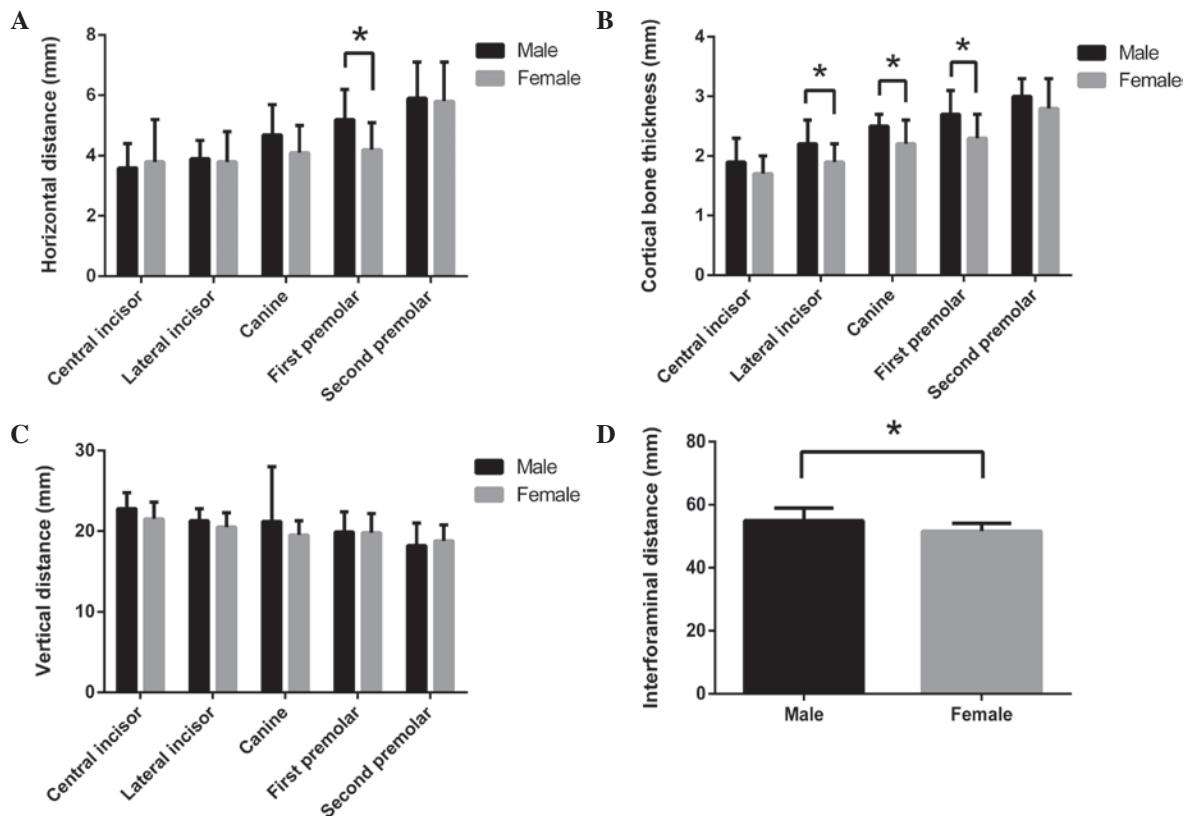 A
Horizontal distance (mm)
8
6
4
2
0
Male
Female
*
Central incisor
Lateral incisor
Canine
First premolar
Second premolar
B
Cortical bone thickness (mm)
4
3
2
1
0
Male
Female
*
*
*
Central incisor
Lateral incisor
Canine
First premolar
Second premolar
C
Vertical distance (mm)
30
20
10
0
Male
Female
Central incisor
Lateral incisor
Canine
First premolar
Second premolar
D
Interforaminal distance (mm)
80
60
40
20
0
*
Male
Female